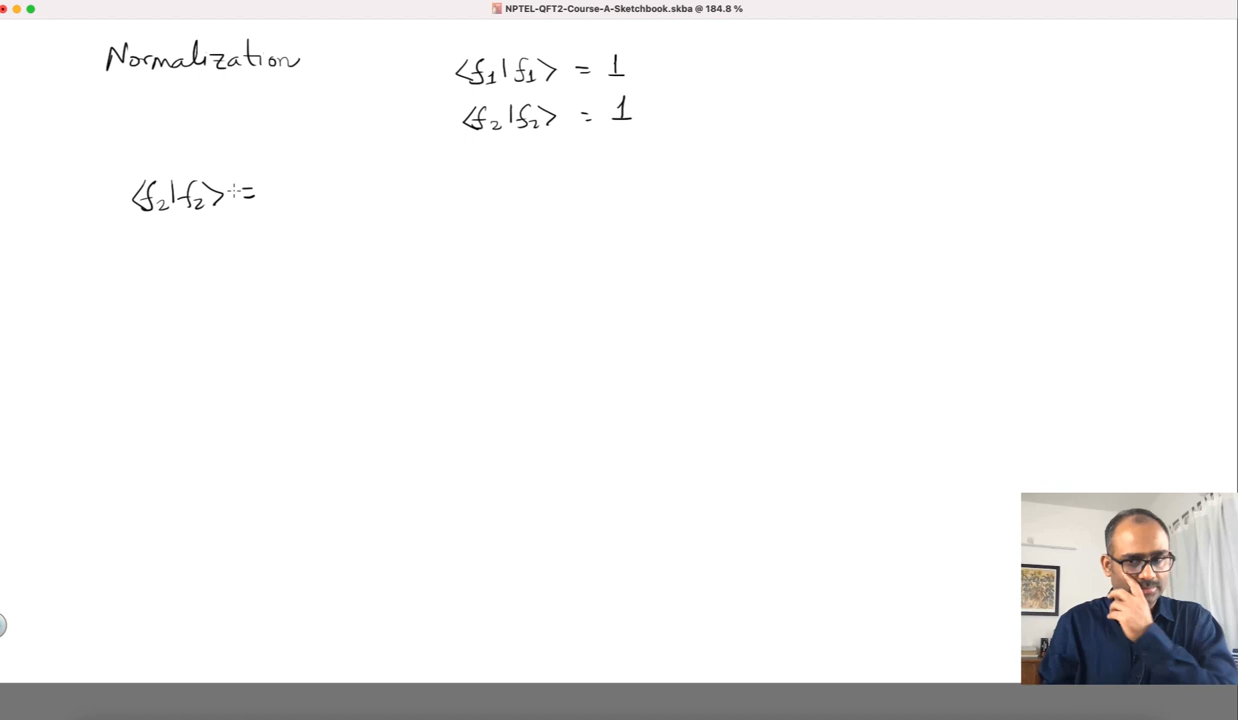 NPTEL-QFT2-Course-A-Sketchbook.skba @ 184.8 %
Normalization
<f₁|f₁> = 1
<f₂|f₂> = 1
<f₂|f₂> =